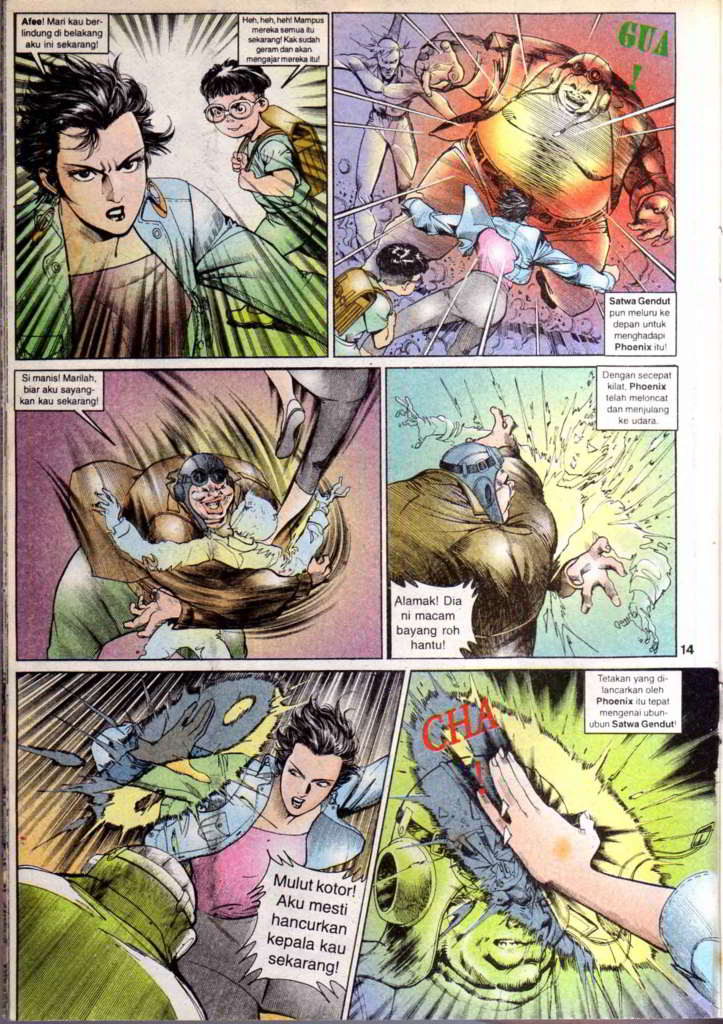 Afee! Mari kau ber-
lindung di belakang
aku ini sekarang!
Heh, heh, heh! Mampus
mereka semua itu
sekarang! Kak sudah
geram dan akan
mengajar mereka itu!
GUA
!
Satwa Gendut
pun meluru ke
depan untuk
menghadapi
Phoenix itu!
Si manis! Marilah,
biar aku sayang-
kan kau sekarang!
Dengan secepat
kilat, Phoenix
telah meloncat
dan menjulang
ke udara.
Alamak! Dia
ni macam
bayang roh
hantu!
14
Mulut kotor!
Aku mesti
hancurkan
kepala kau
sekarang!
CHA
!
Tetakan yang di-
lancarkan oleh
Phoenix itu tepat
mengenai ubun-
ubun Satwa Gendut!